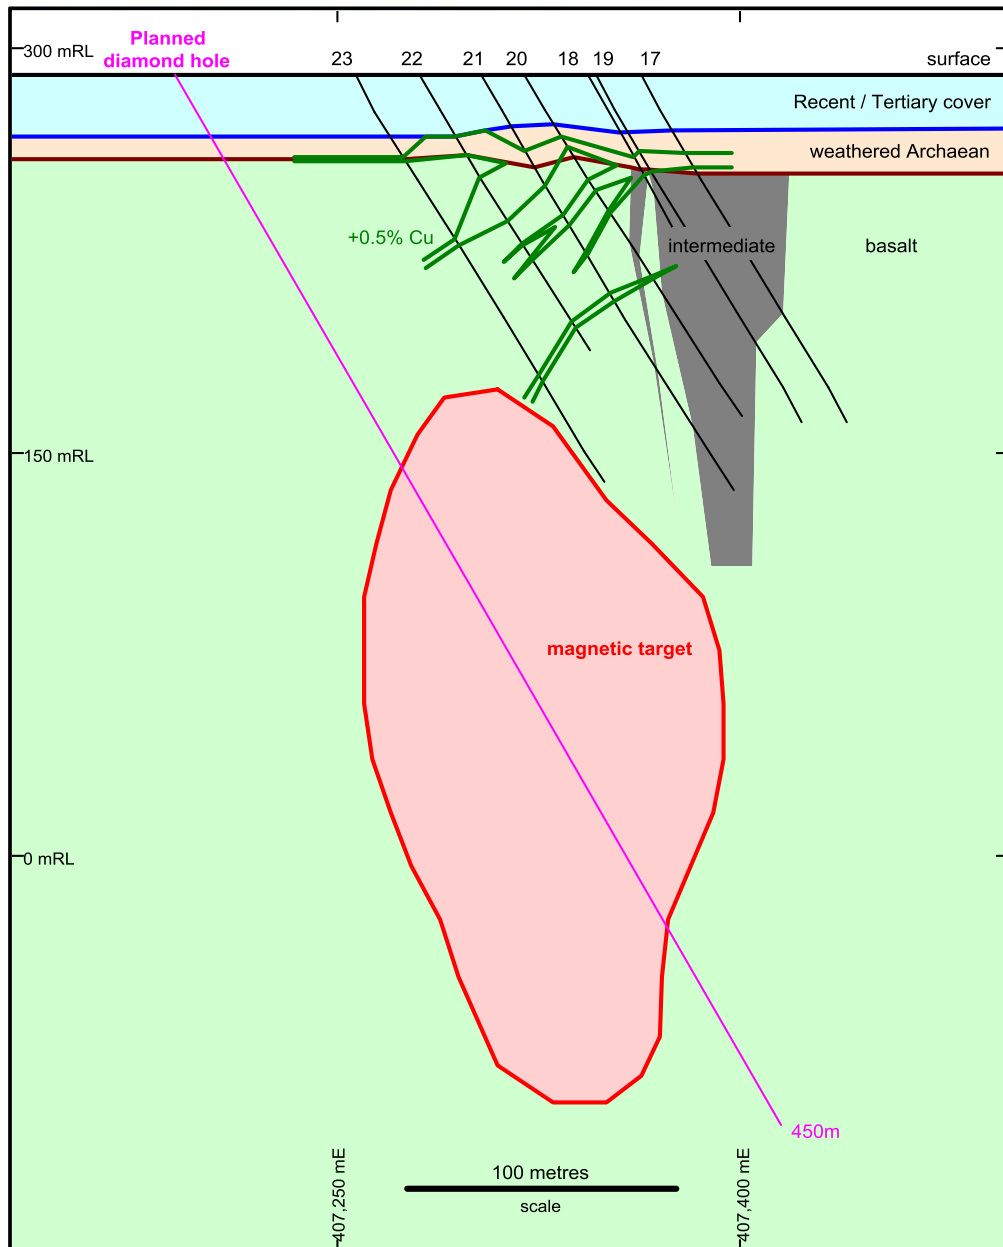 Planned
diamond hole
300 mRL
23
22
21
20
18
19
17
surface
Recent / Tertiary cover
weathered Archaean
+0.5% Cu
intermediate
basalt
150 mRL
magnetic target
0 mRL
450m
407,250 mE
407,400 mE
100 metres
scale